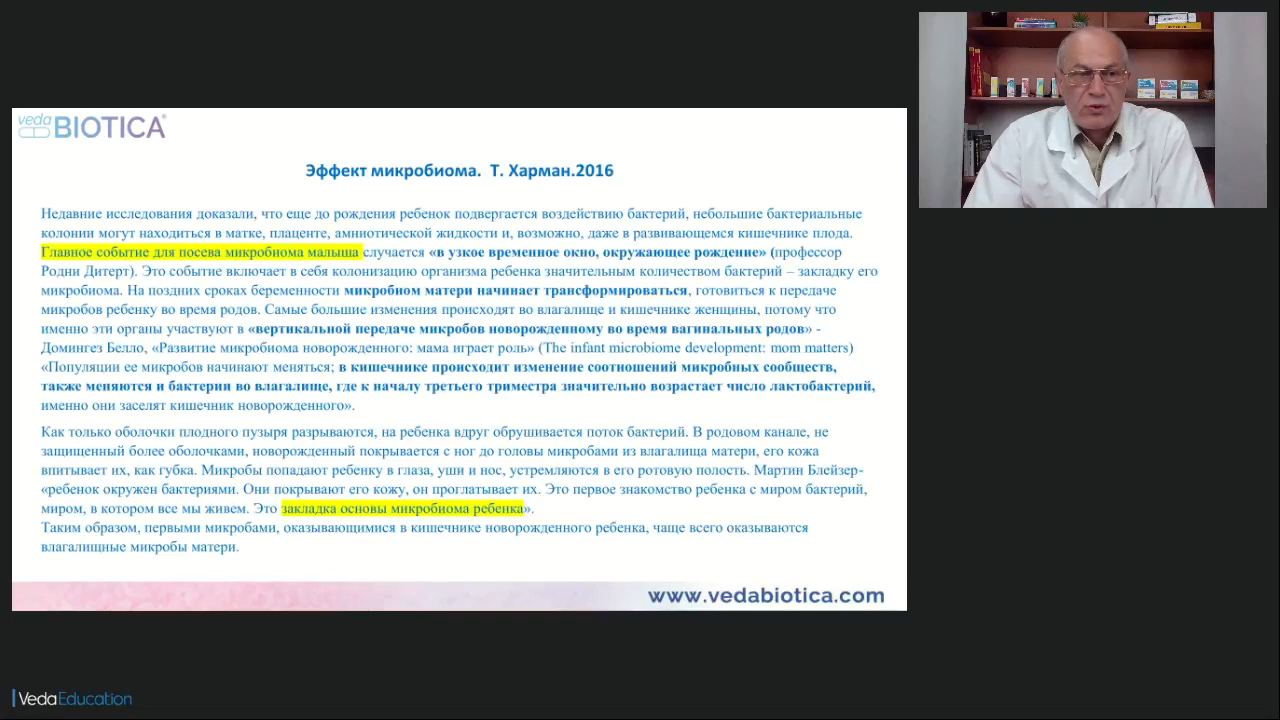 veda
BIOTICA®
Эффект микробиома. Т. Харман.2016
Недавние исследования доказали, что еще до рождения ребенок подвергается воздействию бактерий, небольшие бактериальные
колонии могут находиться в матке, плаценте, амниотической жидкости и, возможно, даже в развивающемся кишечнике плода.
Главное событие для посева микробиома малыша случается «в узкое временное окно, окружающее рождение» (профессор
Родни Дитерт). Это событие включает в себя колонизацию организма ребенка значительным количеством бактерий – закладку его
микробиома. На поздних сроках беременности микробиом матери начинает трансформироваться, готовиться к передаче
микробов ребенку во время родов. Самые большие изменения происходят во влагалище и кишечнике женщины, потому что
именно эти органы участвуют в «вертикальной передаче микробов новорожденному во время вагинальных родов» -
Домингез Белло, «Развитие микробиома новорожденного: мама играет роль» (The infant microbiome development: mom matters)
«Популяции ее микробов начинают меняться; в кишечнике происходит изменение соотношений микробных сообществ,
также меняются и бактерии во влагалище, где к началу третьего триместра значительно возрастает число лактобактерий,
именно они заселят кишечник новорожденного».
Как только оболочки плодного пузыря разрываются, на ребенка вдруг обрушивается поток бактерий. В родовом канале, не
защищенный более оболочками, новорожденный покрывается с ног до головы микробами из влагалища матери, его кожа
впитывает их, как губка. Микробы попадают ребенку в глаза, уши и нос, устремляются в его ротовую полость. Мартин Блейзер-
«ребенок окружен бактериями. Они покрывают его кожу, он проглатывает их. Это первое знакомство ребенка с миром бактерий,
миром, в котором все мы живем. Это закладка основы микробиома ребенка».
Таким образом, первыми микробами, оказывающимися в кишечнике новорожденного ребенка, чаще всего оказываются
влагалищные микробы матери.
www.vedabiotica.com
VedaEducation